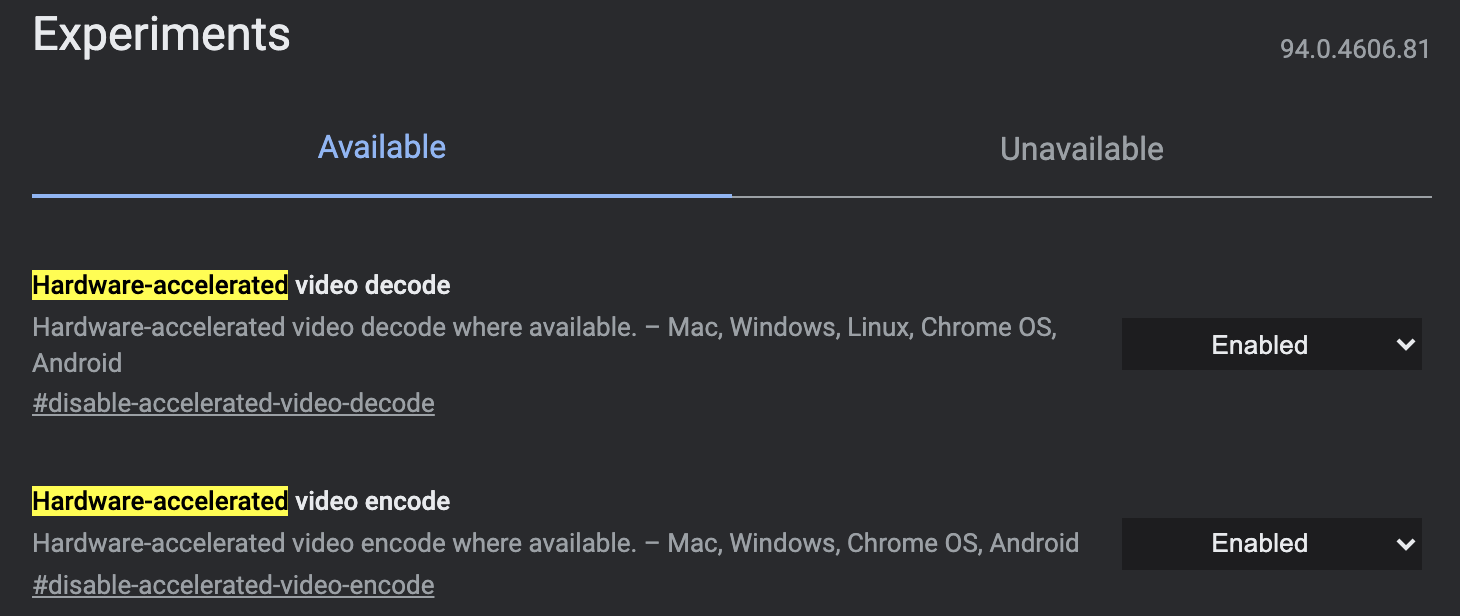 Experiments
94.0.4606.81
Available
Unavailable
Hardware-accelerated video decode
Hardware-accelerated video decode where available. – Mac, Windows, Linux, Chrome OS,
Android
#disable-accelerated-video-decode
Enabled
Hardware-accelerated video encode
Hardware-accelerated video encode where available. – Mac, Windows, Chrome OS, Android
#disable-accelerated-video-encode
Enabled